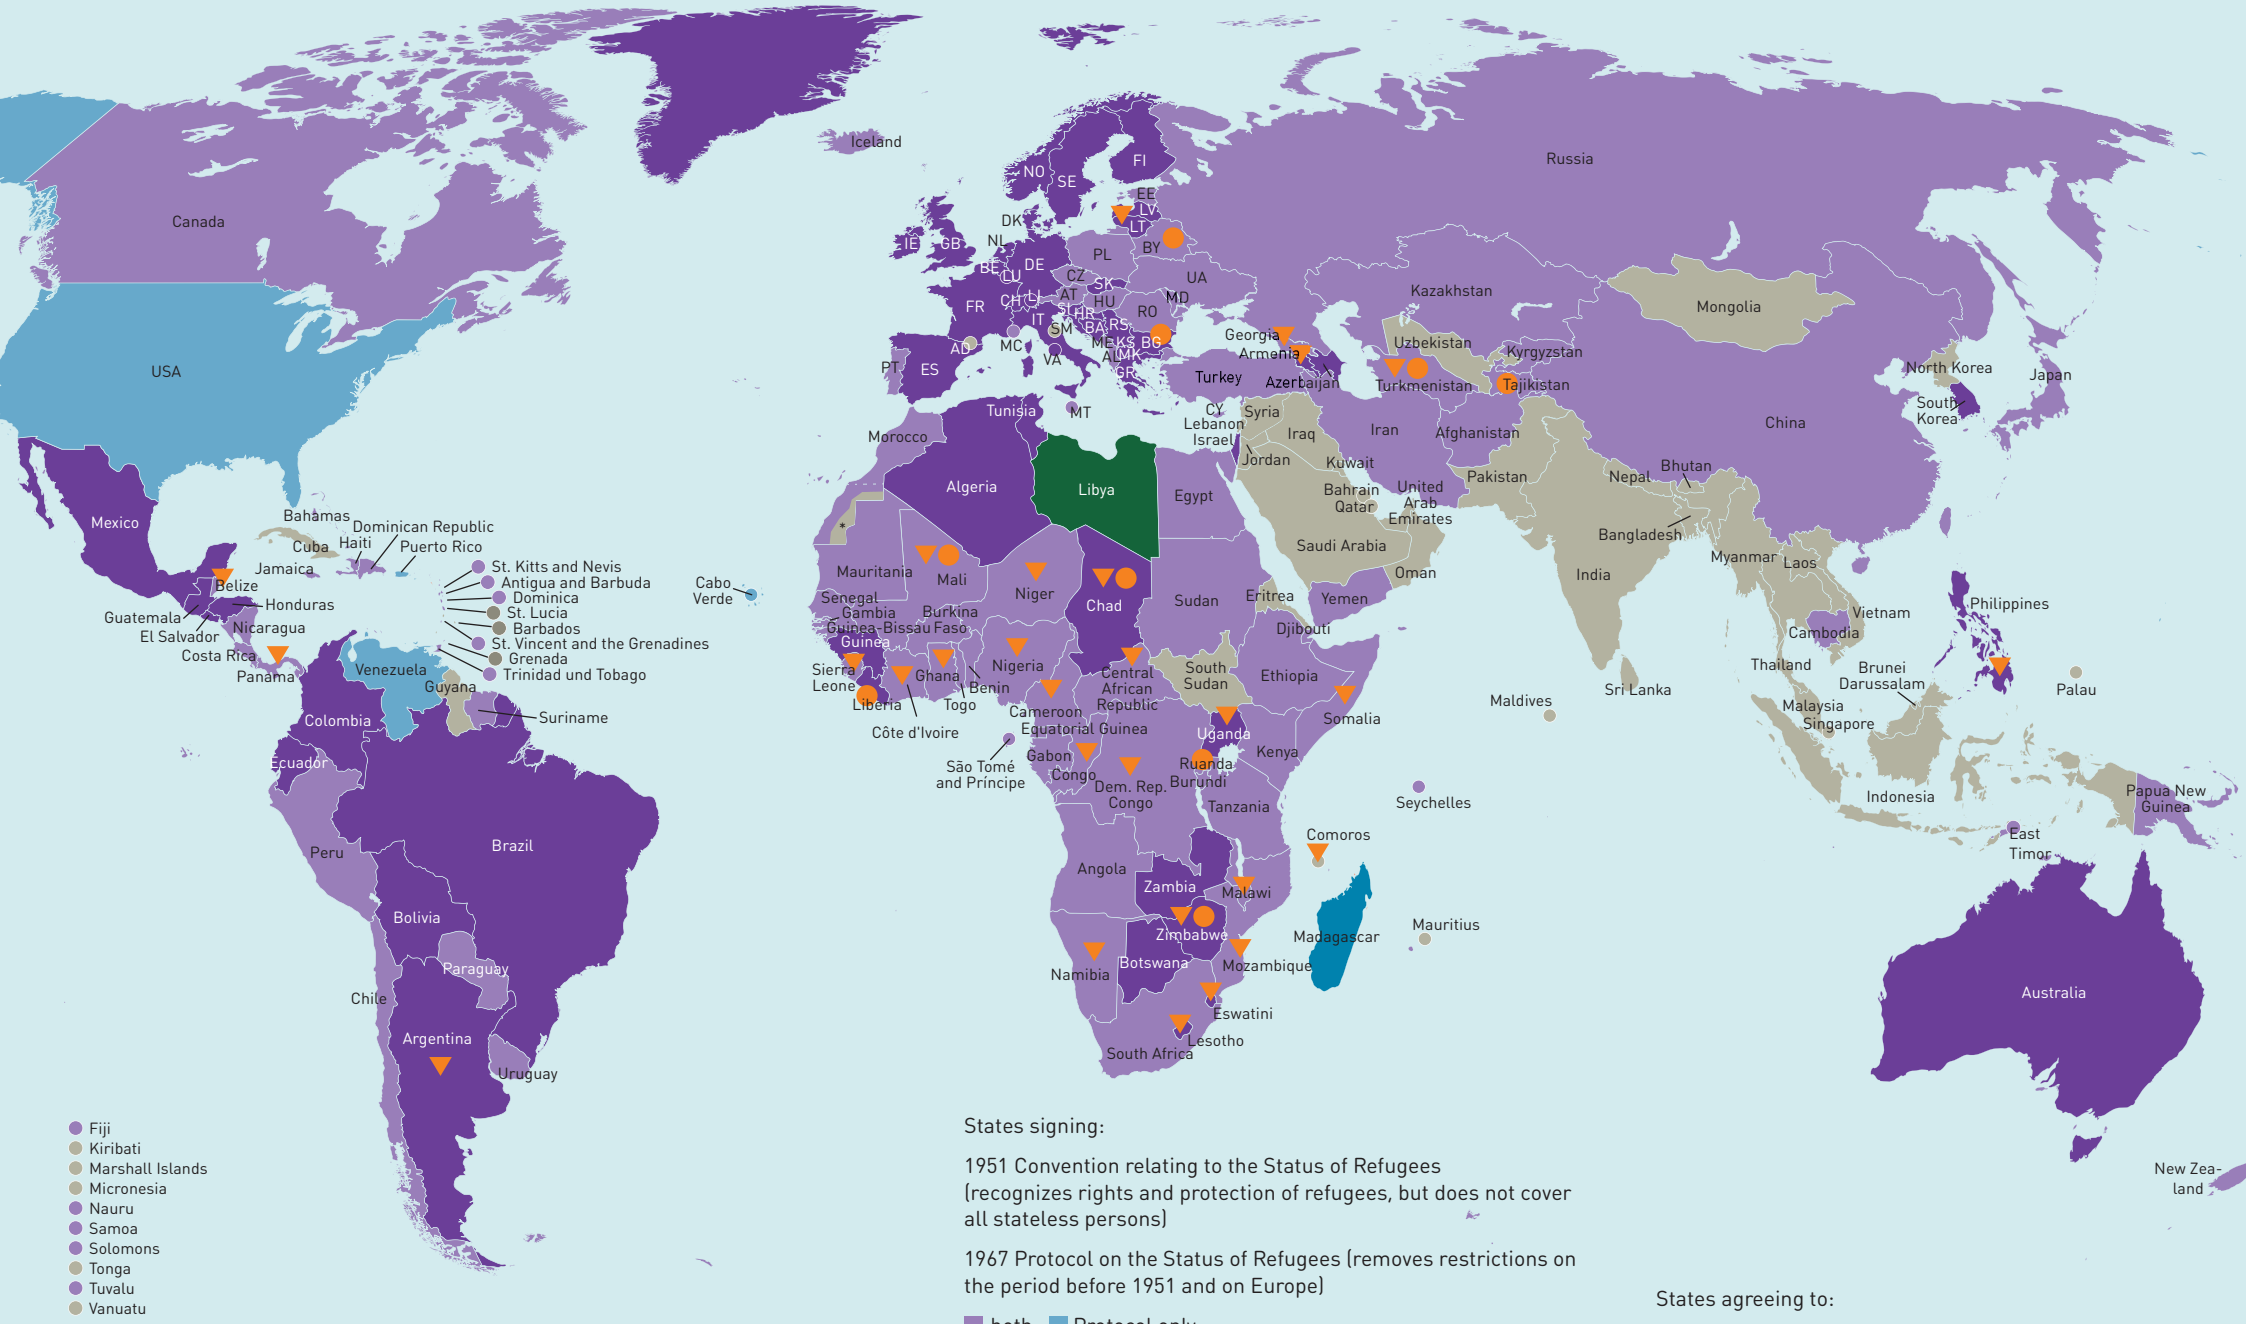 Iceland
Russia
Canada
NO
SE
FI
EE
LV
LT
DK
NL
IE
GB
BE
LU
DE
PL
BY
CZ
SK
UA
FR
CH
LI
AT
HU
MD
RO
IT
SL
HR
BA
RS
SM
ME
KS
BG
AD
MC
VA
AL
MK
PT
ES
GR
MT
CY
Kazakhstan
Mongolia
Georgia
Armenia
Azerbaijan
Turkey
Uzbekistan
Kyrgyzstan
Turkmenistan
Tajikistan
North Korea
South
Korea
Japan
China
USA
Mexico
Tunisia
Morocco
Algeria
Libya
Egypt
Lebanon
Israel
Syria
Iraq
Jordan
Iran
Afghanistan
Kuwait
Bahrain
Qatar
United
Arab
Emirates
Saudi Arabia
Oman
Yemen
Pakistan
Nepal
Bhutan
Bangladesh
India
Myanmar
Laos
Vietnam
Cambodia
Thailand
Philippines
Brunei
Darussalam
Malaysia
Singapore
Indonesia
Palau
Sri Lanka
Maldives
Papua New
Guinea
East
Timor
Bahamas
Dominican Republic
Cuba
Haiti
Puerto Rico
Jamaica
Belize
Honduras
Guatemala
El Salvador
Nicaragua
Costa Rica
Panama
St. Kitts and Nevis
Antigua and Barbuda
Dominica
St. Lucia
Barbados
St. Vincent and the Grenadines
Grenada
Trinidad und Tobago
Venezuela
Guyana
Suriname
Colombia
Ecuador
Peru
Brazil
Bolivia
Paraguay
Chile
Argentina
Uruguay
Cabo
Verde
*
Mauritania
Mali
Niger
Chad
Sudan
Eritrea
Senegal
Gambia
Guinea-Bissau
Burkina
Faso
Guinea
Sierra
Leone
Liberia
Côte d'Ivoire
Ghana
Togo
Benin
Nigeria
Cameroon
Equatorial Guinea
Central
African
Republic
South
Sudan
Djibouti
Ethiopia
Somalia
São Tomé
and Príncipe
Gabon
Congo
Dem. Rep.
Congo
Uganda
Ruanda
Burundi
Kenya
Tanzania
Seychelles
Comoros
Angola
Zambia
Malawi
Zimbabwe
Mozambique
Madagascar
Mauritius
Namibia
Botswana
Eswatini
Lesotho
South Africa
Australia
New Zea-
land
Fiji
Kiribati
Marshall Islands
Micronesia
Nauru
Samoa
Solomons
Tonga
Tuvalu
Vanuatu
States signing:
1951 Convention relating to the Status of Refugees
(recognizes rights and protection of refugees, but does not cover
all stateless persons)
1967 Protocol on the Status of Refugees (removes restrictions on
the period before 1951 and on Europe)
both
Protocol only
States agreeing to: